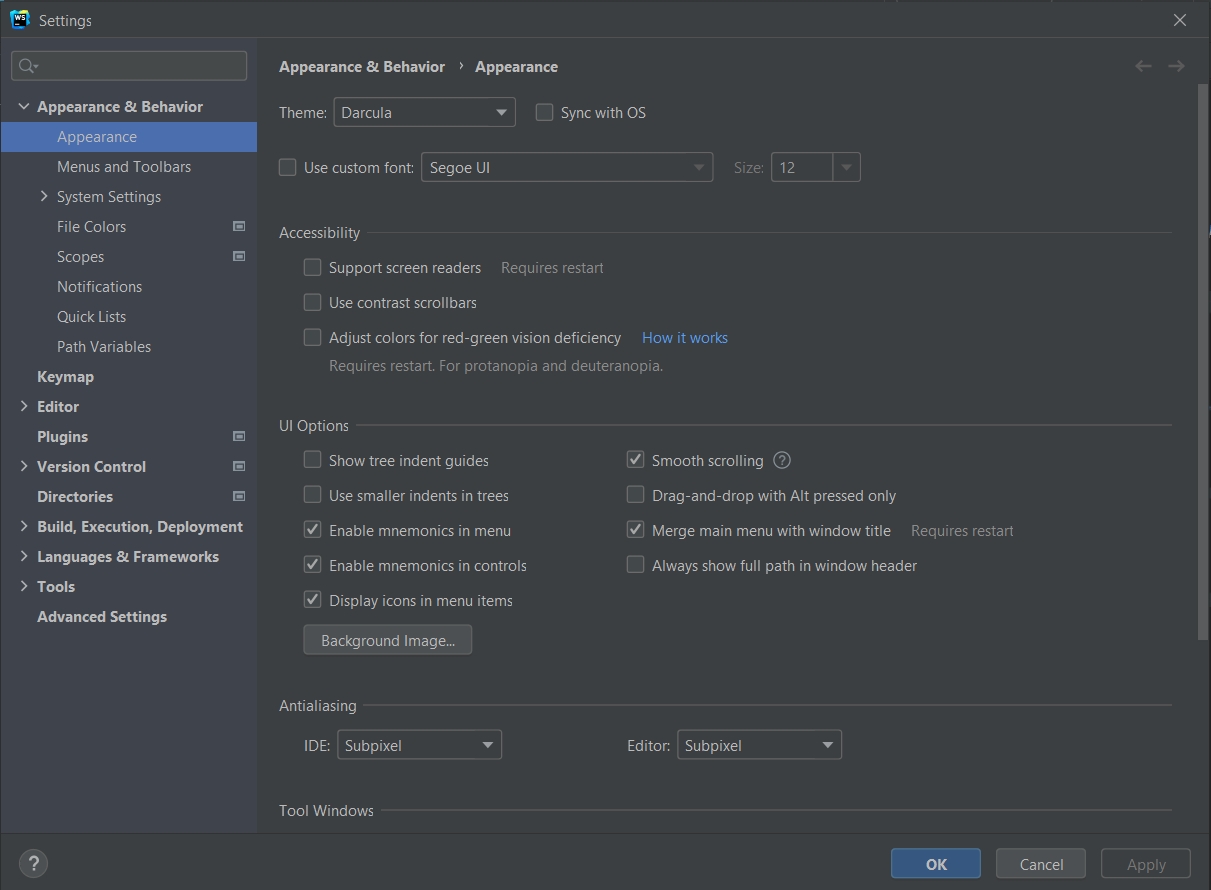 WS
Settings
Appearance & Behavior
Appearance
Menus and Toolbars
System Settings
File Colors
Scopes
Notifications
Quick Lists
Path Variables
Keymap
Editor
Plugins
Version Control
Directories
Build, Execution, Deployment
Languages & Frameworks
Tools
Advanced Settings
Appearance & Behavior › Appearance
Theme: Darcula Sync with OS
Use custom font: Segoe UI Size: 12
Accessibility
Support screen readers Requires restart
Use contrast scrollbars
Adjust colors for red-green vision deficiency How it works
Requires restart. For protanopia and deuteranopia.
UI Options
Show tree indent guides Smooth scrolling ?
Use smaller indents in trees Drag-and-drop with Alt pressed only
Enable mnemonics in menu Merge main menu with window title Requires restart
Enable mnemonics in controls Always show full path in window header
Display icons in menu items
Background Image...
Antialiasing
IDE: Subpixel Editor: Subpixel
Tool Windows
? OK Cancel Apply